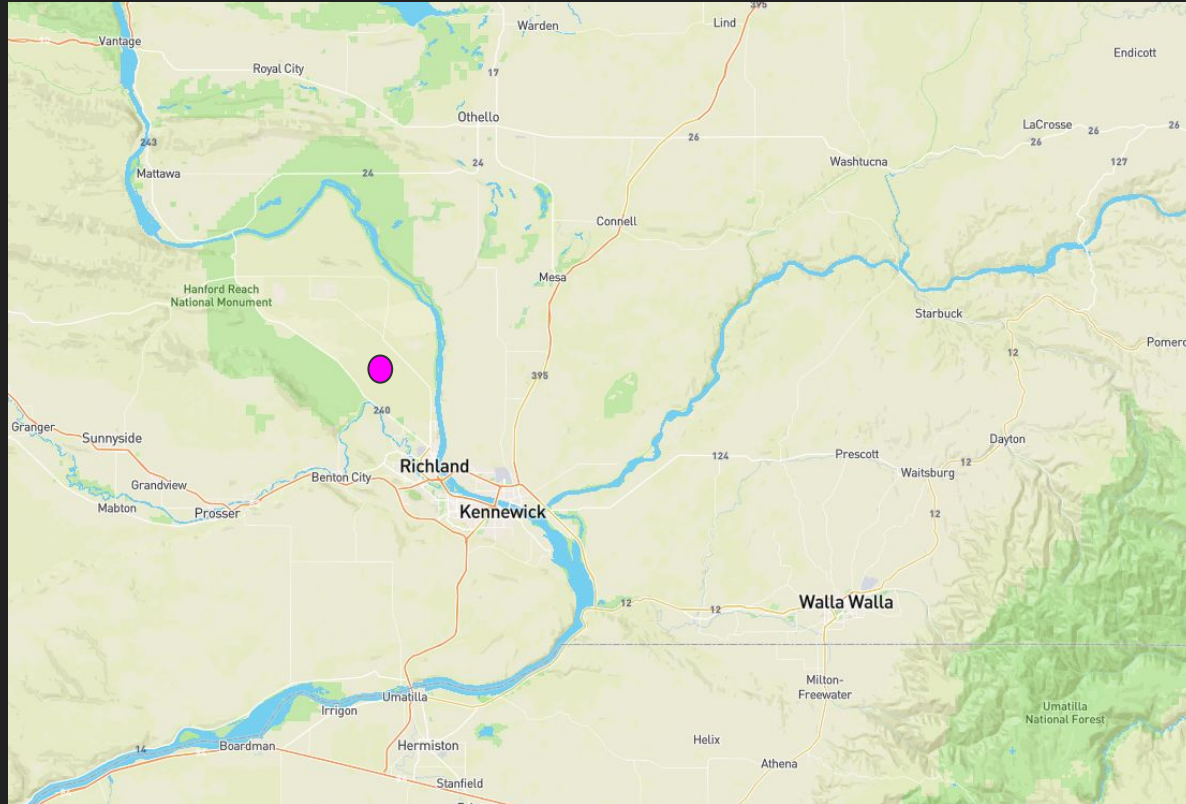 395
Warden
Lind
Vantage
Endicott
Royal City
17
Othello
LaCrosse
26
26
26
26
243
24
24
127
Washtucna
Mattawa
Connell
Mesa
Hanford Reach
National Monument
Starbuck
12
Pomero
395
240
Granger
Sunnyside
Dayton
Richland
124
Prescott
12
Waitsburg
Benton City
Grandview
Mabton
Prosser
Kennewick
12
12
12
Walla Walla
Milton-
Freewater
Umatilla
Irrigon
Umatilla
National Forest
14
Boardman
Hermiston
Helix
Athena
Stanfield